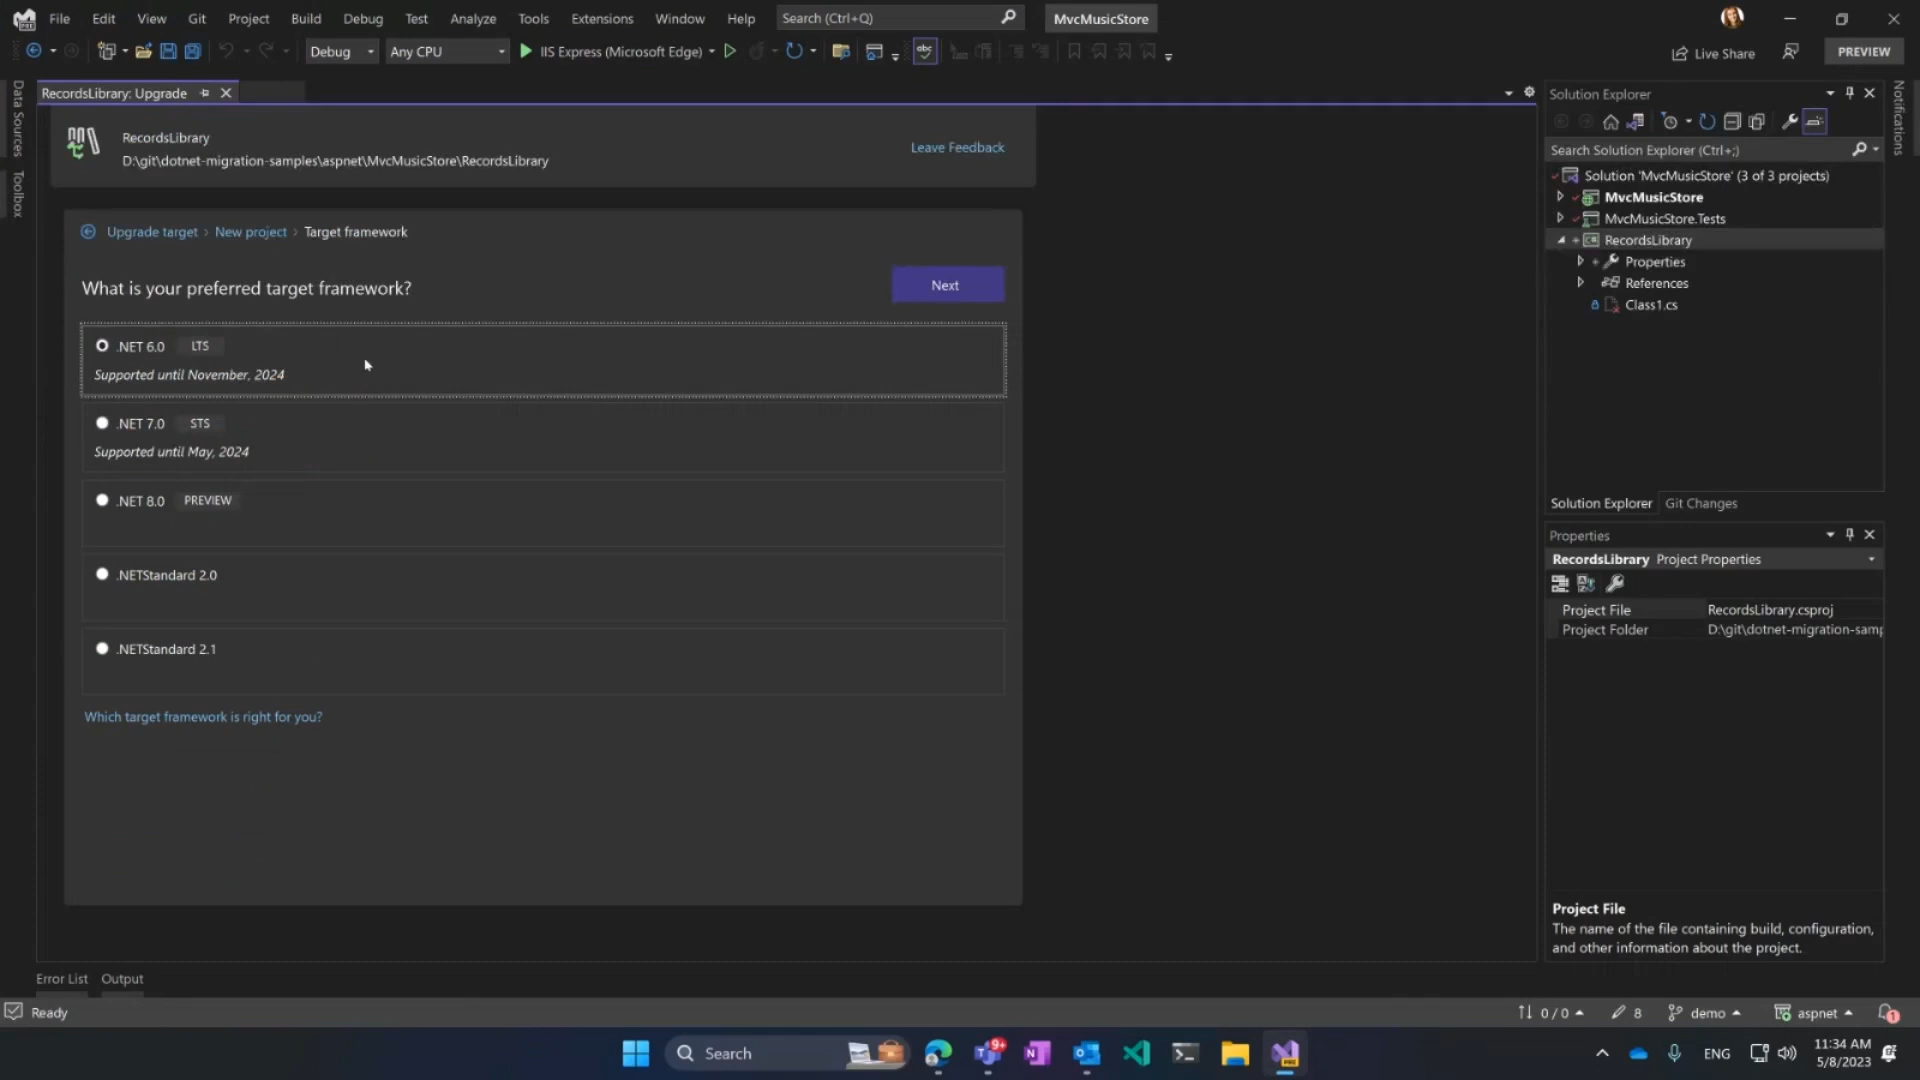 File Edit View Git Project Build Debug Test Analyze Tools Extensions Window Help Search (Ctrl+Q) MvcMusicStore
Debug Any CPU IIS Express (Microsoft Edge) Live Share PREVIEW
RecordsLibrary: Upgrade
Data Sources
Toolbox
RecordsLibrary
D:\git\dotnet-migration-samples\aspnet\MvcMusicStore\RecordsLibrary
Leave Feedback
Upgrade target › New project › Target framework
What is your preferred target framework?
Next
.NET 6.0 LTS
Supported until November, 2024
.NET 7.0 STS
Supported until May, 2024
.NET 8.0 PREVIEW
.NETStandard 2.0
.NETStandard 2.1
Which target framework is right for you?
Solution Explorer
Search Solution Explorer (Ctrl+;)
Solution 'MvcMusicStore' (3 of 3 projects)
MvcMusicStore
MvcMusicStore.Tests
RecordsLibrary
Properties
References
Class1.cs
Solution Explorer Git Changes
Properties
RecordsLibrary Project Properties
Project File RecordsLibrary.csproj
Project Folder D:\git\dotnet-migration-samp
Project File
The name of the file containing build, configuration,
and other information about the project.
Notifications
Error List Output
Ready
0 / 0 8 demo aspnet 1
Search
9+
ENG
11:34 AM
5/8/2023